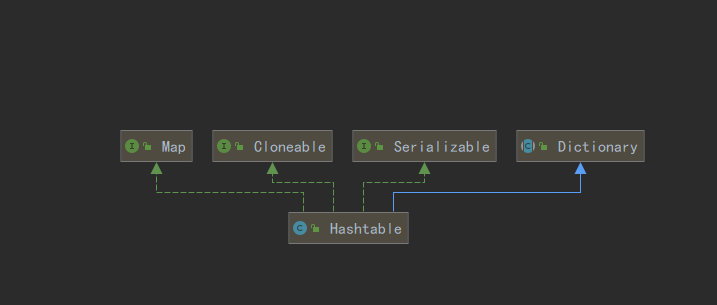 I Map
I Cloneable
I Serializable
C Dictionary
C Hashtable